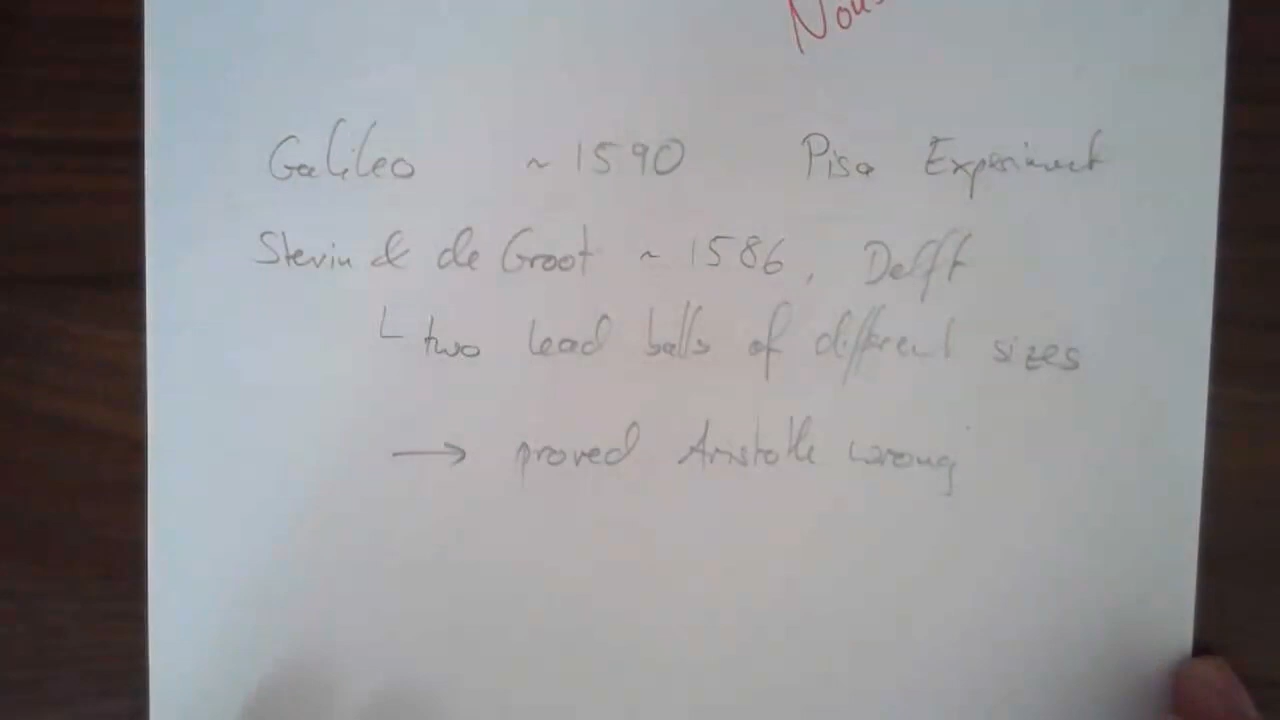 Galileo ~ 1590 Pisa Experiment
Stevin & de Groot ~ 1586, Delft
└ two lead balls of different sizes
→ proved Aristotle wrong